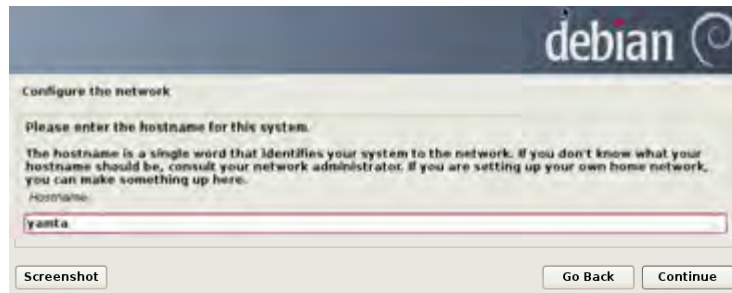 debian
Configure the network
Please enter the hostname for this system.
The hostname is a single word that identifies your system to the network. If you don't know what your
hostname should be, consult your network administrator. If you are setting up your own home network,
you can make something up here.
Hostname:
yamta
Screenshot
Go Back
Continue